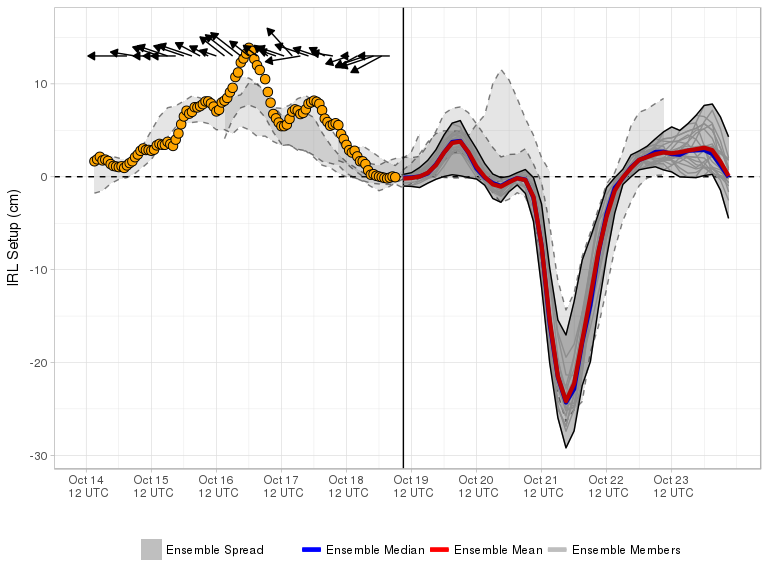 IRL Setup (cm)
10
0
-10
-20
-30
Oct 14 Oct 15 Oct 16 Oct 17 Oct 18 Oct 19 Oct 20 Oct 21 Oct 22 Oct 23
12 UTC 12 UTC 12 UTC 12 UTC 12 UTC 12 UTC 12 UTC 12 UTC 12 UTC 12 UTC
Ensemble Spread Ensemble Median Ensemble Mean Ensemble Members